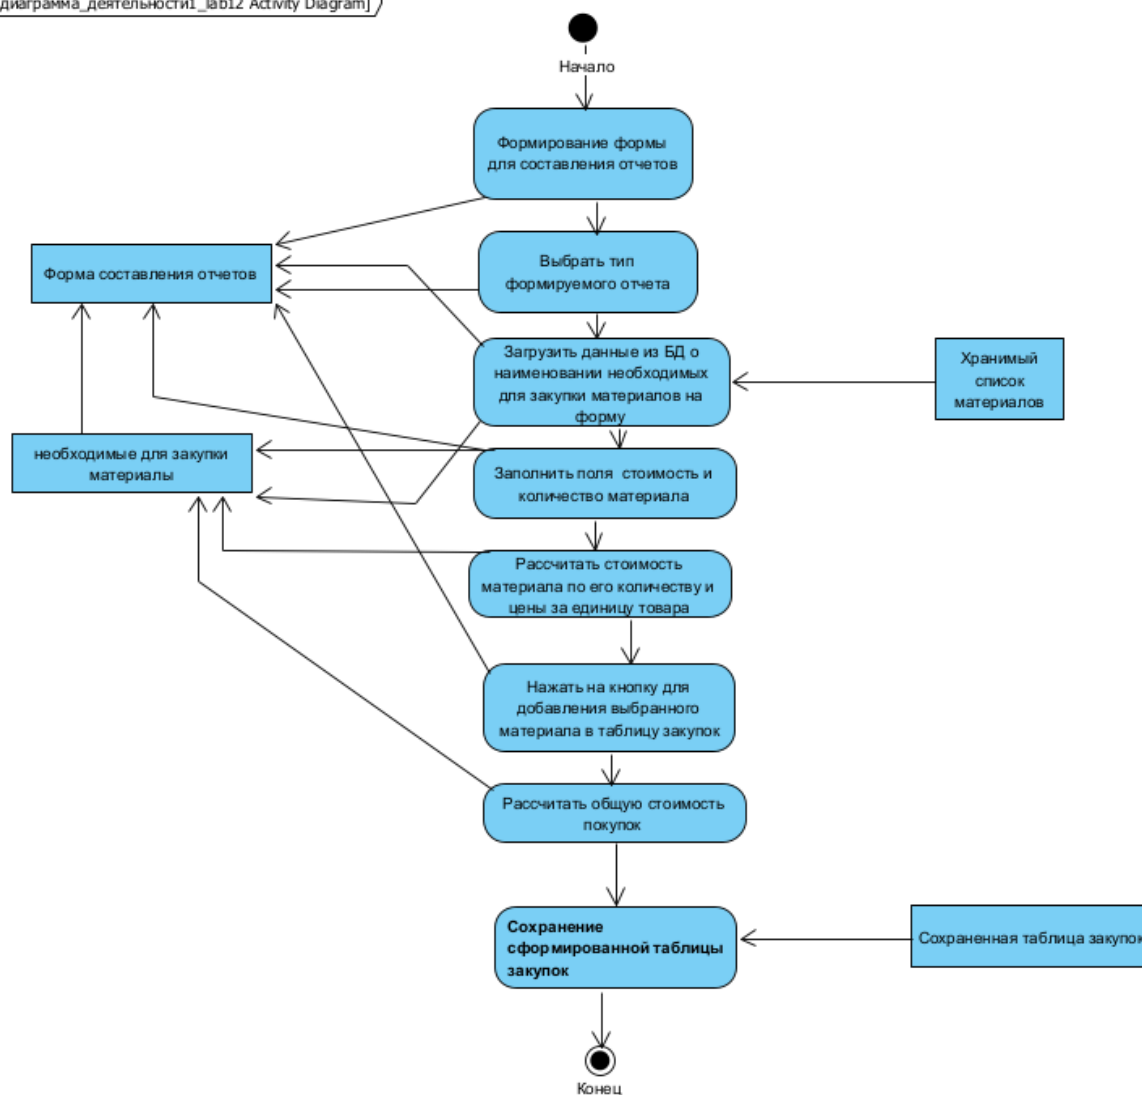 диаграмма_деятельности1_lab12 Activity Diagram]
Начало
Формирование формы
для составления отчетов
Форма составления отчетов
Выбрать тип
формируемого отчета
Загрузить данные из БД о
наименовании необходимых
для закупки материалов на
форму
Хранимый
список
материалов
необходимые для закупки
материалы
Заполнить поля стоимость и
количество материала
Рассчитать стоимость
материала по его количеству и
цены за единицу товара
Нажать на кнопку для
добавления выбранного
материала в таблицу закупок
Рассчитать общую стоимость
покупок
Сохранение
сформированной таблицы
закупок
Сохраненная таблица закупок
Конец